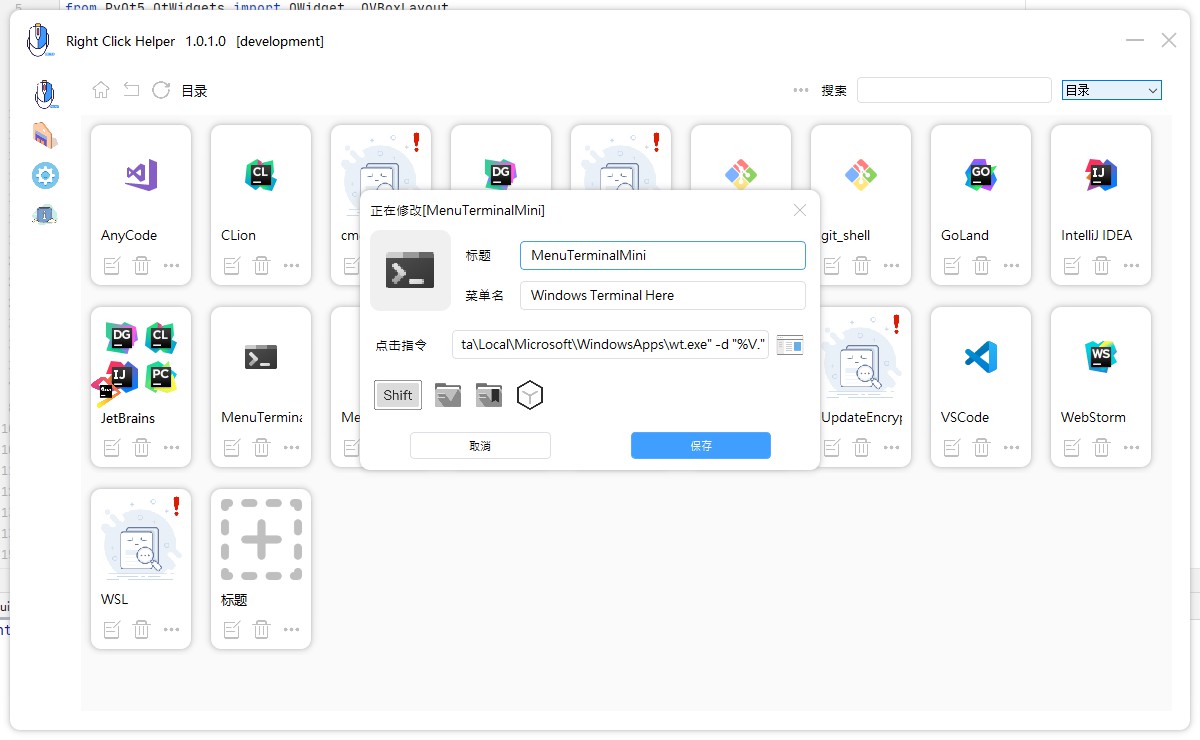 from PyQt5.QtWidgets import QWidget, QVBoxLayout
Right Click Helper 1.0.1.0 [development]
目录
搜索
目录
AnyCode
CLion
DG
git_shell
GoLand
IntelliJ IDEA
正在修改[MenuTerminalMini]
标题
MenuTerminalMini
菜单名
Windows Terminal Here
点击指令
ta\Local\Microsoft\WindowsApps\wt.exe" -d "%V."
Shift
取消
保存
JetBrains
MenuTermina
UpdateEncry
VSCode
WebStorm
WSL
标题